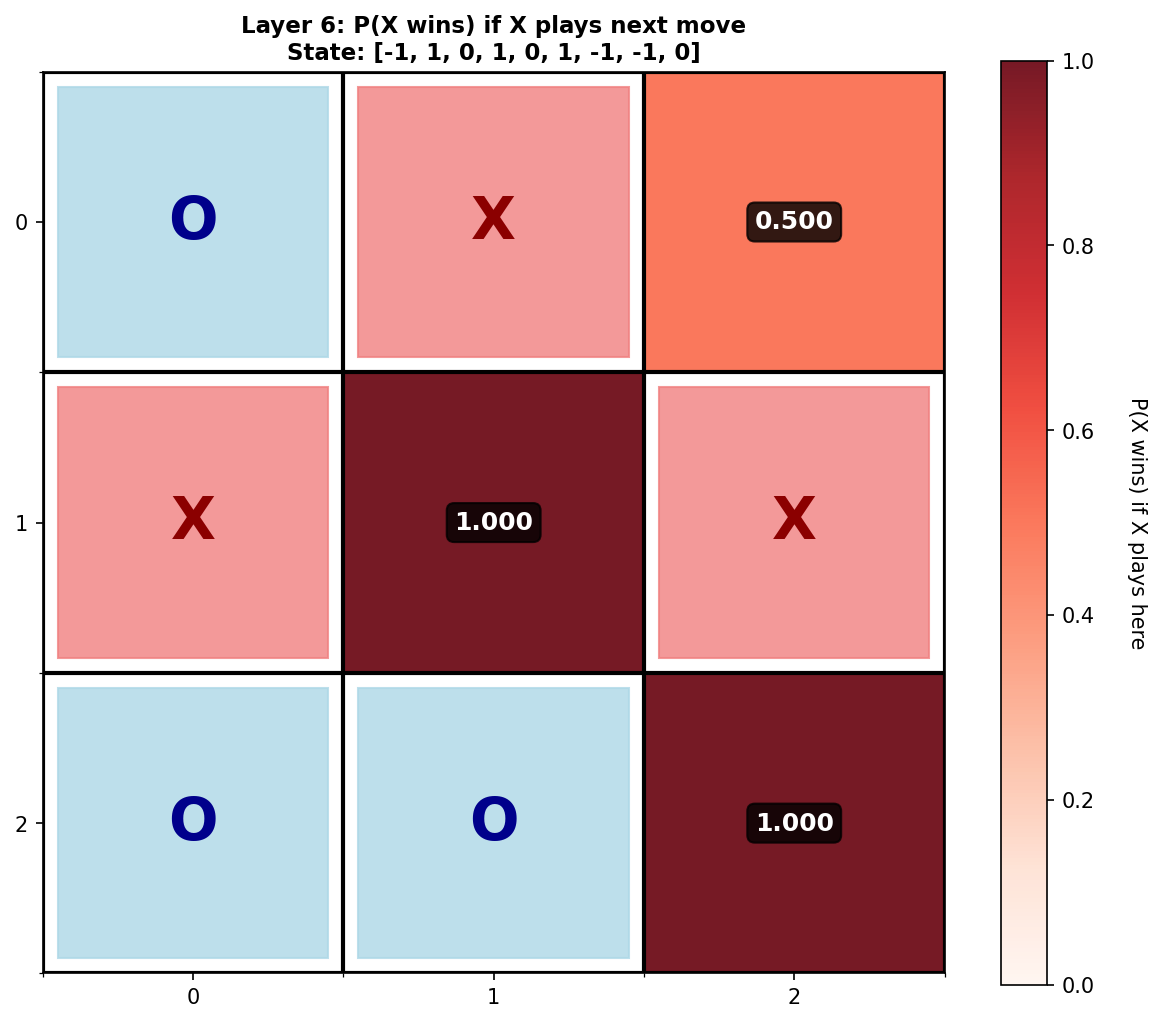 Layer 6: P(X wins) if X plays next move
State: [-1, 1, 0, 1, 0, 1, -1, -1, 0]
O
X
0.500
X
1.000
X
O
O
1.000
0
1
2
0
1
2
1.0
0.8
0.6
0.4
0.2
0.0
P(X wins) if X plays here